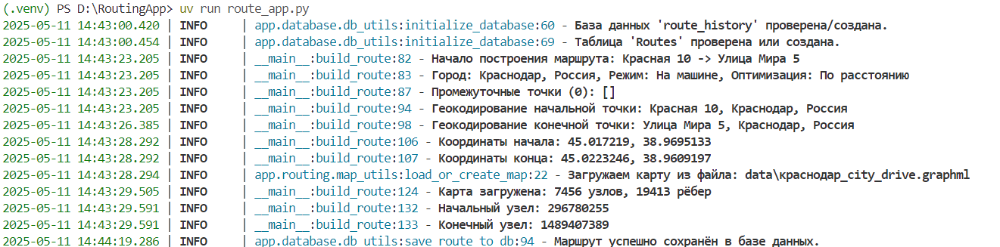 (.venv) PS D:\RoutingApp> uv run route_app.py
2025-05-11 14:43:00.420 | INFO     | app.database.db_utils:initialize_database:60 - База данных 'route_history' проверена/создана.
2025-05-11 14:43:00.454 | INFO     | app.database.db_utils:initialize_database:69 - Таблица 'Routes' проверена или создана.
2025-05-11 14:43:23.205 | INFO     | __main__:build_route:82 - Начало построения маршрута: Красная 10 -> Улица Мира 5
2025-05-11 14:43:23.205 | INFO     | __main__:build_route:83 - Город: Краснодар, Россия, Режим: На машине, Оптимизация: По расстоянию
2025-05-11 14:43:23.205 | INFO     | __main__:build_route:87 - Промежуточные точки (0): []
2025-05-11 14:43:23.205 | INFO     | __main__:build_route:94 - Геокодирование начальной точки: Красная 10, Краснодар, Россия
2025-05-11 14:43:26.385 | INFO     | __main__:build_route:98 - Геокодирование конечной точки: Улица Мира 5, Краснодар, Россия
2025-05-11 14:43:28.292 | INFO     | __main__:build_route:106 - Координаты начала: 45.017219, 38.9695133
2025-05-11 14:43:28.292 | INFO     | __main__:build_route:107 - Координаты конца: 45.0223246, 38.9609197
2025-05-11 14:43:28.294 | INFO     | app.routing.map_utils:load_or_create_map:22 - Загружаем карту из файла: data\краснодар_city_drive.graphml
2025-05-11 14:43:29.505 | INFO     | __main__:build_route:124 - Карта загружена: 7456 узлов, 19413 рёбер
2025-05-11 14:43:29.591 | INFO     | __main__:build_route:132 - Начальный узел: 296780255
2025-05-11 14:43:29.591 | INFO     | __main__:build_route:133 - Конечный узел: 1489407389
2025-05-11 14:44:19.286 | INFO     | app.database.db_utils:save_route_to_db:94 - Маршрут успешно сохранён в базе данных.